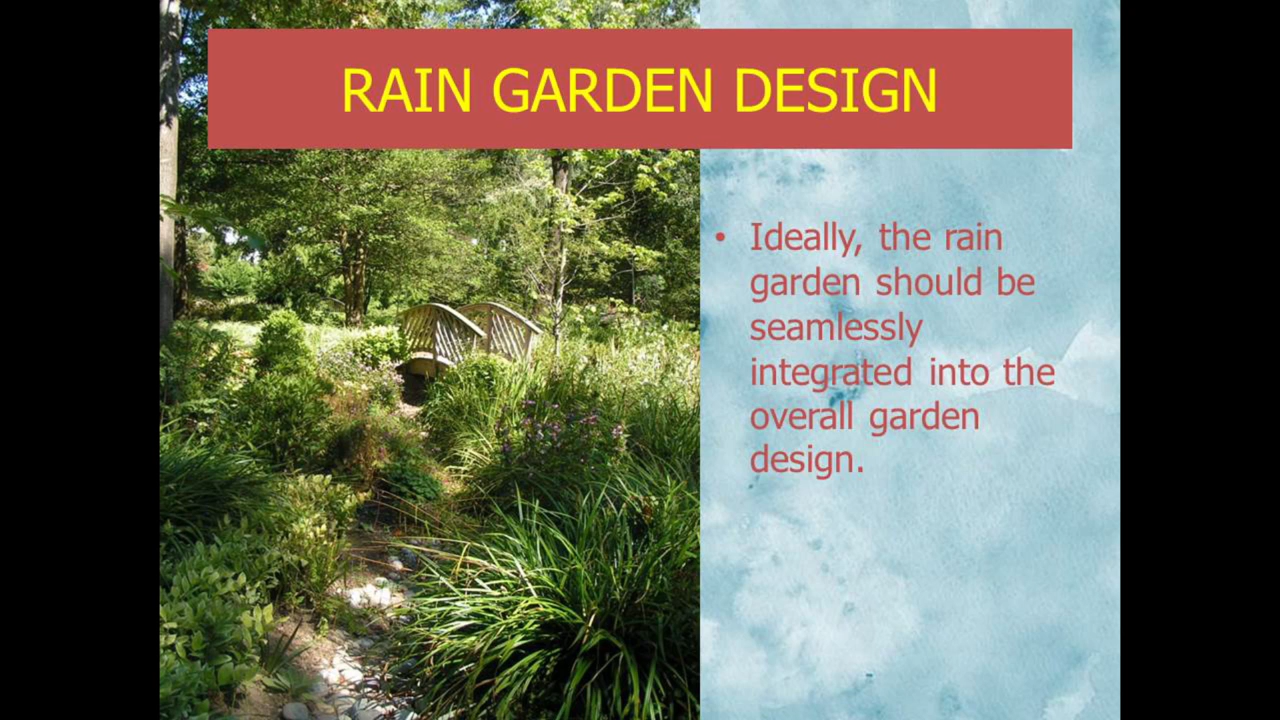 RAIN GARDEN DESIGN
• Ideally, the rain
garden should be
seamlessly
integrated into the
overall garden
design.